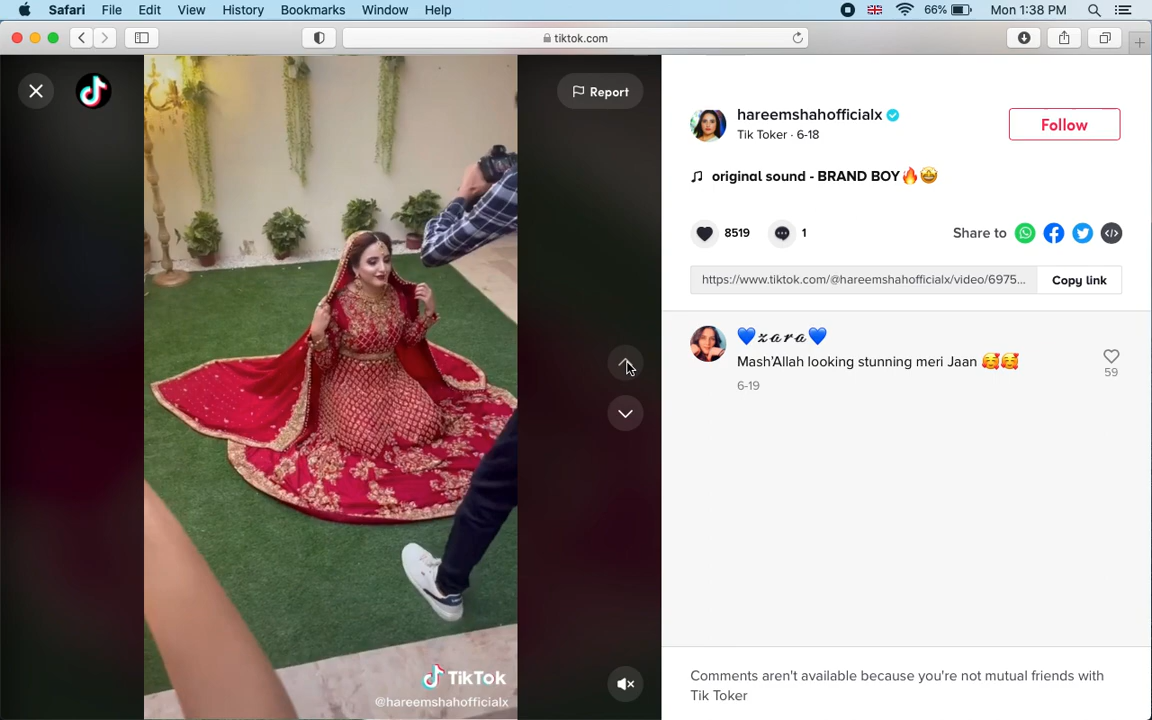 Safari File Edit View History Bookmarks Window Help 66% Mon 1:38 PM
tiktok.com
Report
TikTok
@hareemshahofficialx
hareemshahofficialx
Tik Toker · 6-18
Follow
original sound - BRAND BOY🔥🤩
8519 1 Share to
https://www.tiktok.com/@hareemshahofficialx/video/6975... Copy link
💙𝔃𝓪𝓻𝓪💙
Mash'Allah looking stunning meri Jaan 🥰🥰
59
6-19
Comments aren't available because you're not mutual friends with
Tik Toker